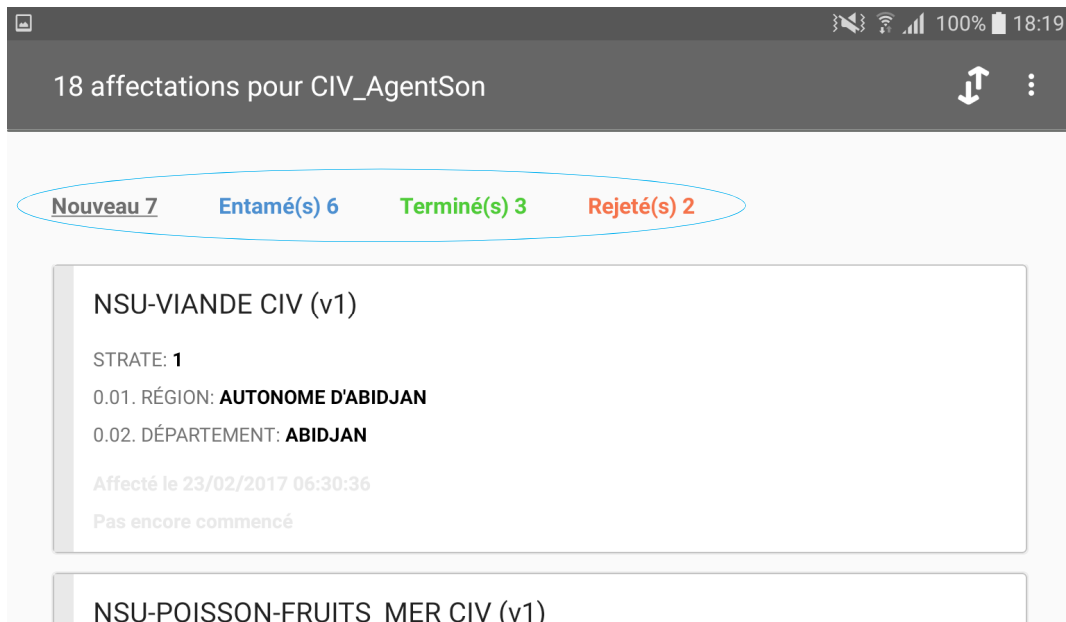 100% 18:19
18 affectations pour CIV_AgentSon
Nouveau 7 Entamé(s) 6 Terminé(s) 3 Rejeté(s) 2
NSU-VIANDE CIV (v1)
STRATE: 1
0.01. RÉGION: AUTONOME D'ABIDJAN
0.02. DÉPARTEMENT: ABIDJAN
Affecté le 23/02/2017 06:30:36
Pas encore commencé
NSU-POISSON-FRUITS_MER CIV (v1)